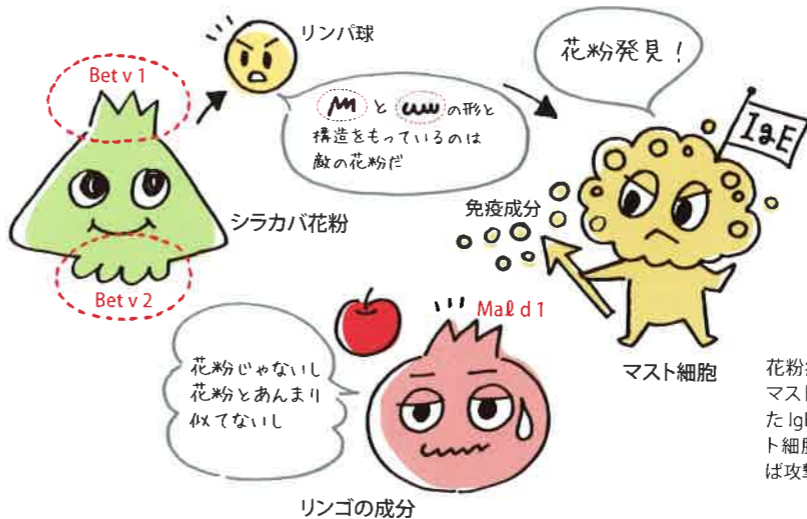 リンパ球
Bet v 1
花粉発見！
と の形と
構造をもっているのは
敵の花粉だ
IgE
シラカバ花粉
免疫成分
Bet v 2
Mal d 1
マスト細胞
花粉じゃないし
花粉とあんまり
似てないし
リンゴの成分
花粉
マスト
た IgE
ト細胞
ば攻撃